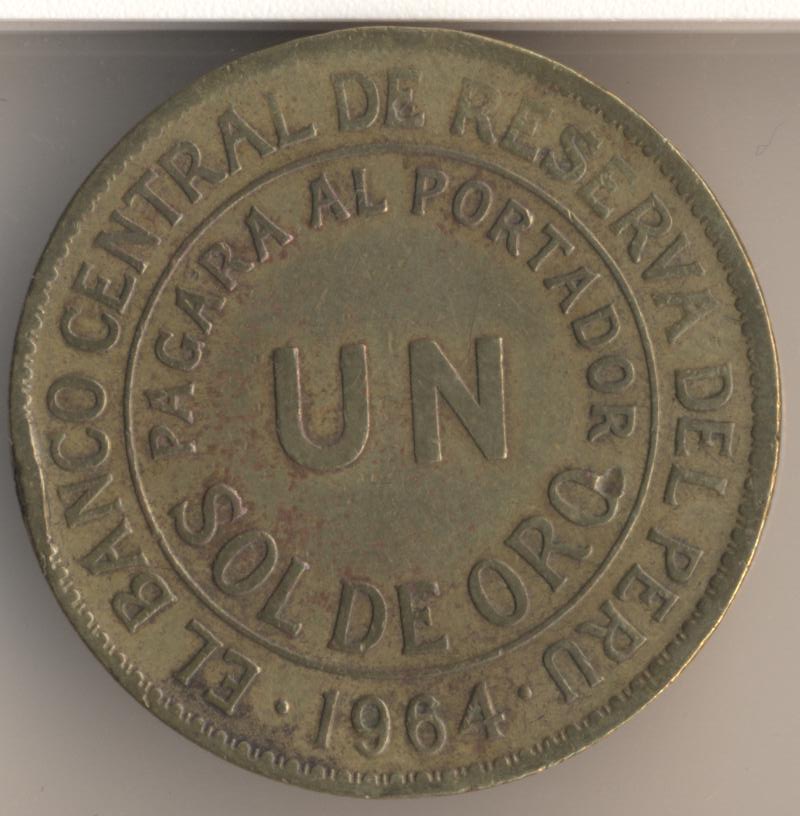 EL BANCO CENTRAL DE RESERVA DEL PERU
· 1964 ·
PAGARA AL PORTADOR
UN
SOL DE ORO